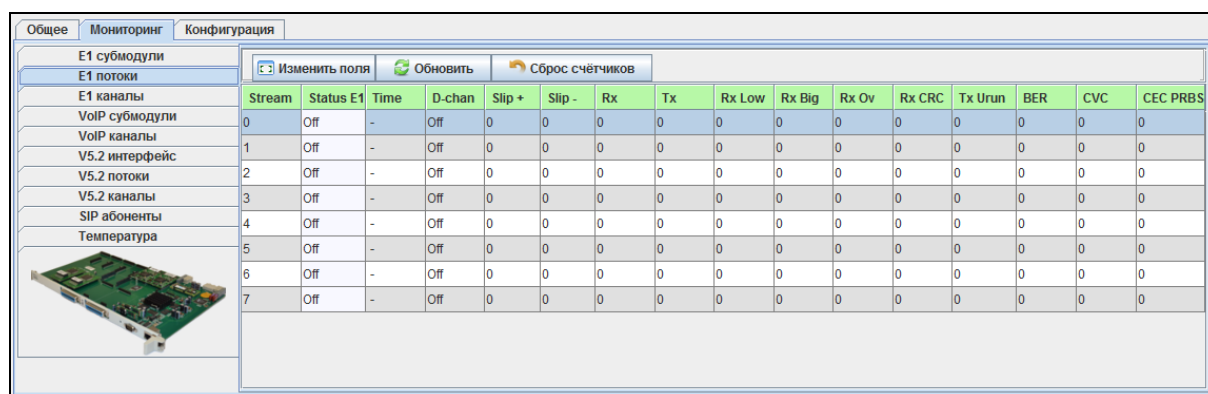 Общее Мониторинг Конфигурация
E1 субмодули
E1 потоки
E1 каналы
VoIP субмодули
VoIP каналы
V5.2 интерфейс
V5.2 потоки
V5.2 каналы
SIP абоненты
Температура
Изменить поля Обновить Сброс счётчиков
Stream Status E1 Time D-chan Slip + Slip - Rx Tx Rx Low Rx Big Rx Ov Rx CRC Tx Urun BER CVC CEC PRBS
0 Off - Off 0 0 0 0 0 0 0 0 0 0 0 0
1 Off - Off 0 0 0 0 0 0 0 0 0 0 0 0
2 Off - Off 0 0 0 0 0 0 0 0 0 0 0 0
3 Off - Off 0 0 0 0 0 0 0 0 0 0 0 0
4 Off - Off 0 0 0 0 0 0 0 0 0 0 0 0
5 Off - Off 0 0 0 0 0 0 0 0 0 0 0 0
6 Off - Off 0 0 0 0 0 0 0 0 0 0 0 0
7 Off - Off 0 0 0 0 0 0 0 0 0 0 0 0